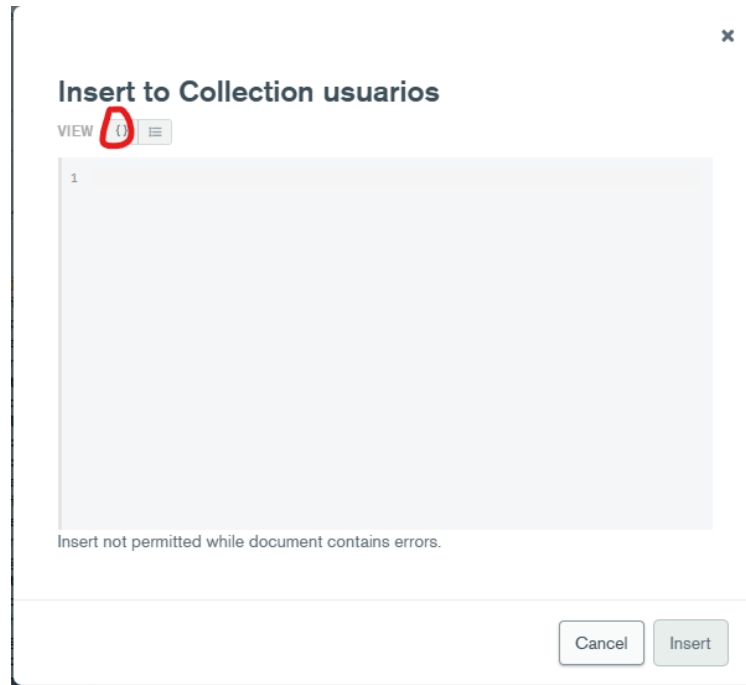 Insert to Collection usuarios
VIEW {}
1
Insert not permitted while document contains errors.
Cancel Insert